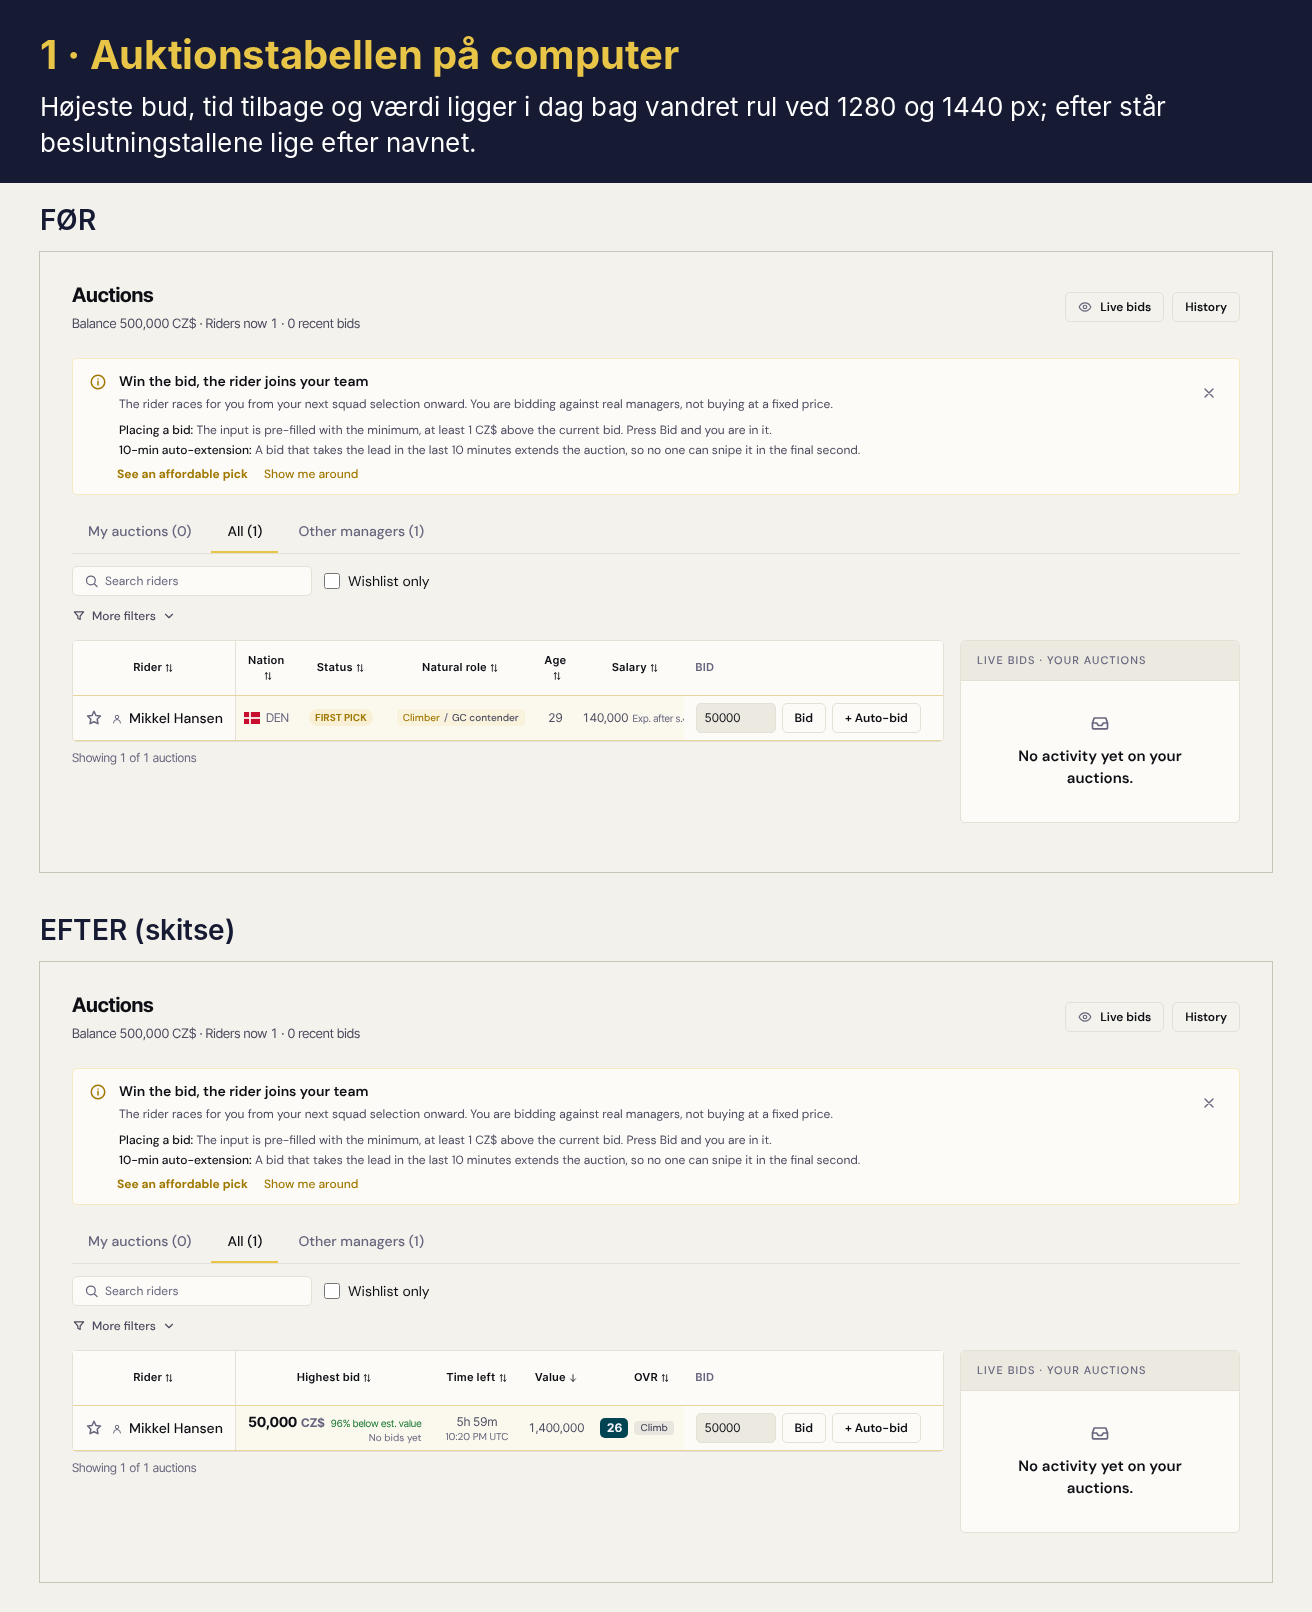 1 · Auktionstabellen på computer
Højeste bud, tid tilbage og værdi ligger i dag bag vandret rul ved 1280 og 1440 px; efter står
beslutningstallene lige efter navnet.
FØR
Auctions
Balance 500,000 CZ$ · Riders now 1 · 0 recent bids
Live bids
History
Win the bid, the rider joins your team
The rider races for you from your next squad selection onward. You are bidding against real managers, not buying at a fixed price.
Placing a bid: The input is pre-filled with the minimum, at least 1 CZ$ above the current bid. Press Bid and you are in it.
10-min auto-extension: A bid that takes the lead in the last 10 minutes extends the auction, so no one can snipe it in the final second.
See an affordable pick Show me around
My auctions (0) All (1) Other managers (1)
Search riders Wishlist only
More filters
Rider Nation Status Natural role Age Salary BID
Mikkel Hansen DEN FIRST PICK Climber / GC contender 29 140,000 Exp. after s. 50000 Bid + Auto-bid
Showing 1 of 1 auctions
LIVE BIDS · YOUR AUCTIONS
No activity yet on your
auctions.
EFTER (skitse)
Auctions
Balance 500,000 CZ$ · Riders now 1 · 0 recent bids
Live bids
History
Win the bid, the rider joins your team
The rider races for you from your next squad selection onward. You are bidding against real managers, not buying at a fixed price.
Placing a bid: The input is pre-filled with the minimum, at least 1 CZ$ above the current bid. Press Bid and you are in it.
10-min auto-extension: A bid that takes the lead in the last 10 minutes extends the auction, so no one can snipe it in the final second.
See an affordable pick Show me around
My auctions (0) All (1) Other managers (1)
Search riders Wishlist only
More filters
Rider Highest bid Time left Value OVR BID
Mikkel Hansen 50,000 CZ$ 96% below est. value 5h 59m 1,400,000 26 Climb 50000 Bid + Auto-bid
No bids yet 10:20 PM UTC
Showing 1 of 1 auctions
LIVE BIDS · YOUR AUCTIONS
No activity yet on your
auctions.